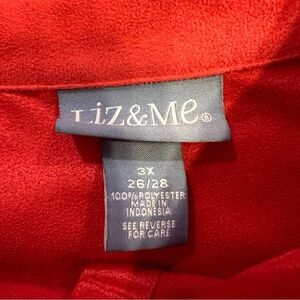 Liz&Me®
3X
26/28
100% POLYESTER
MADE IN
INDONESIA
SEE REVERSE
FOR CARE